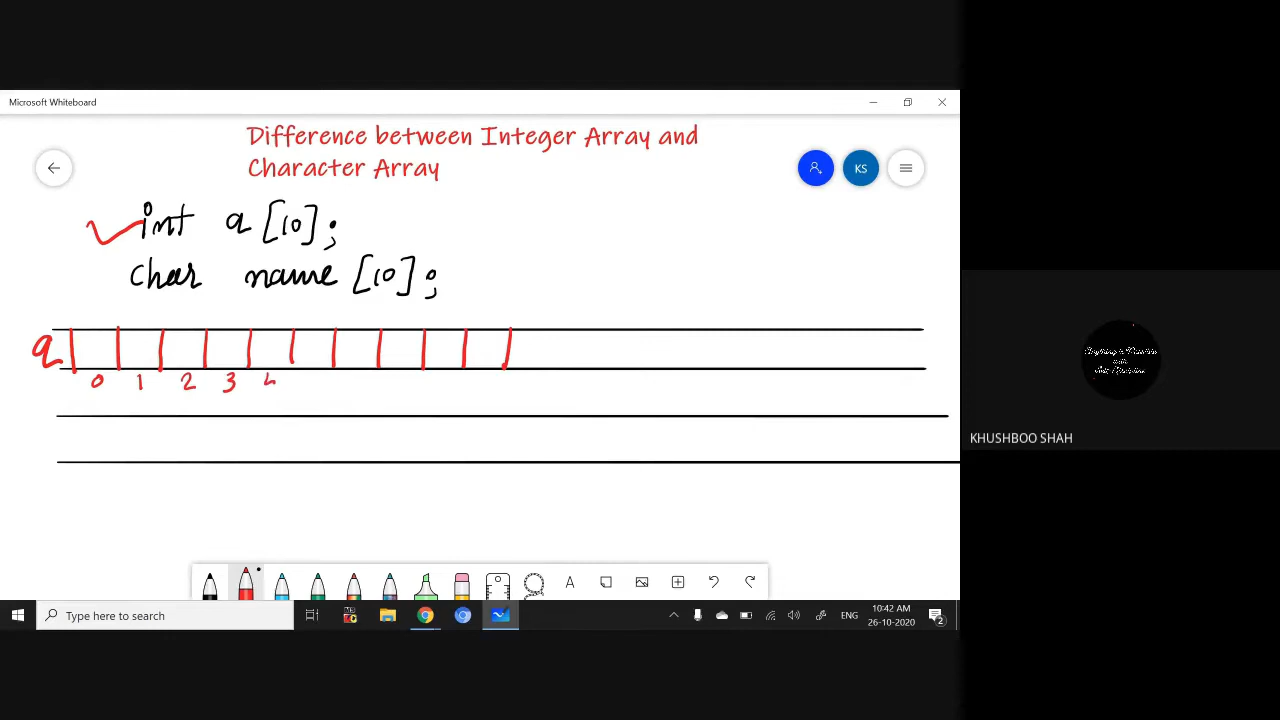 Microsoft Whiteboard
Difference between Integer Array and
Character Array
KS
int a [10];
char name [10];
a
0 1 2 3 4
KHUSHBOO SHAH
Type here to search
ENG
10:42 AM
26-10-2020
2